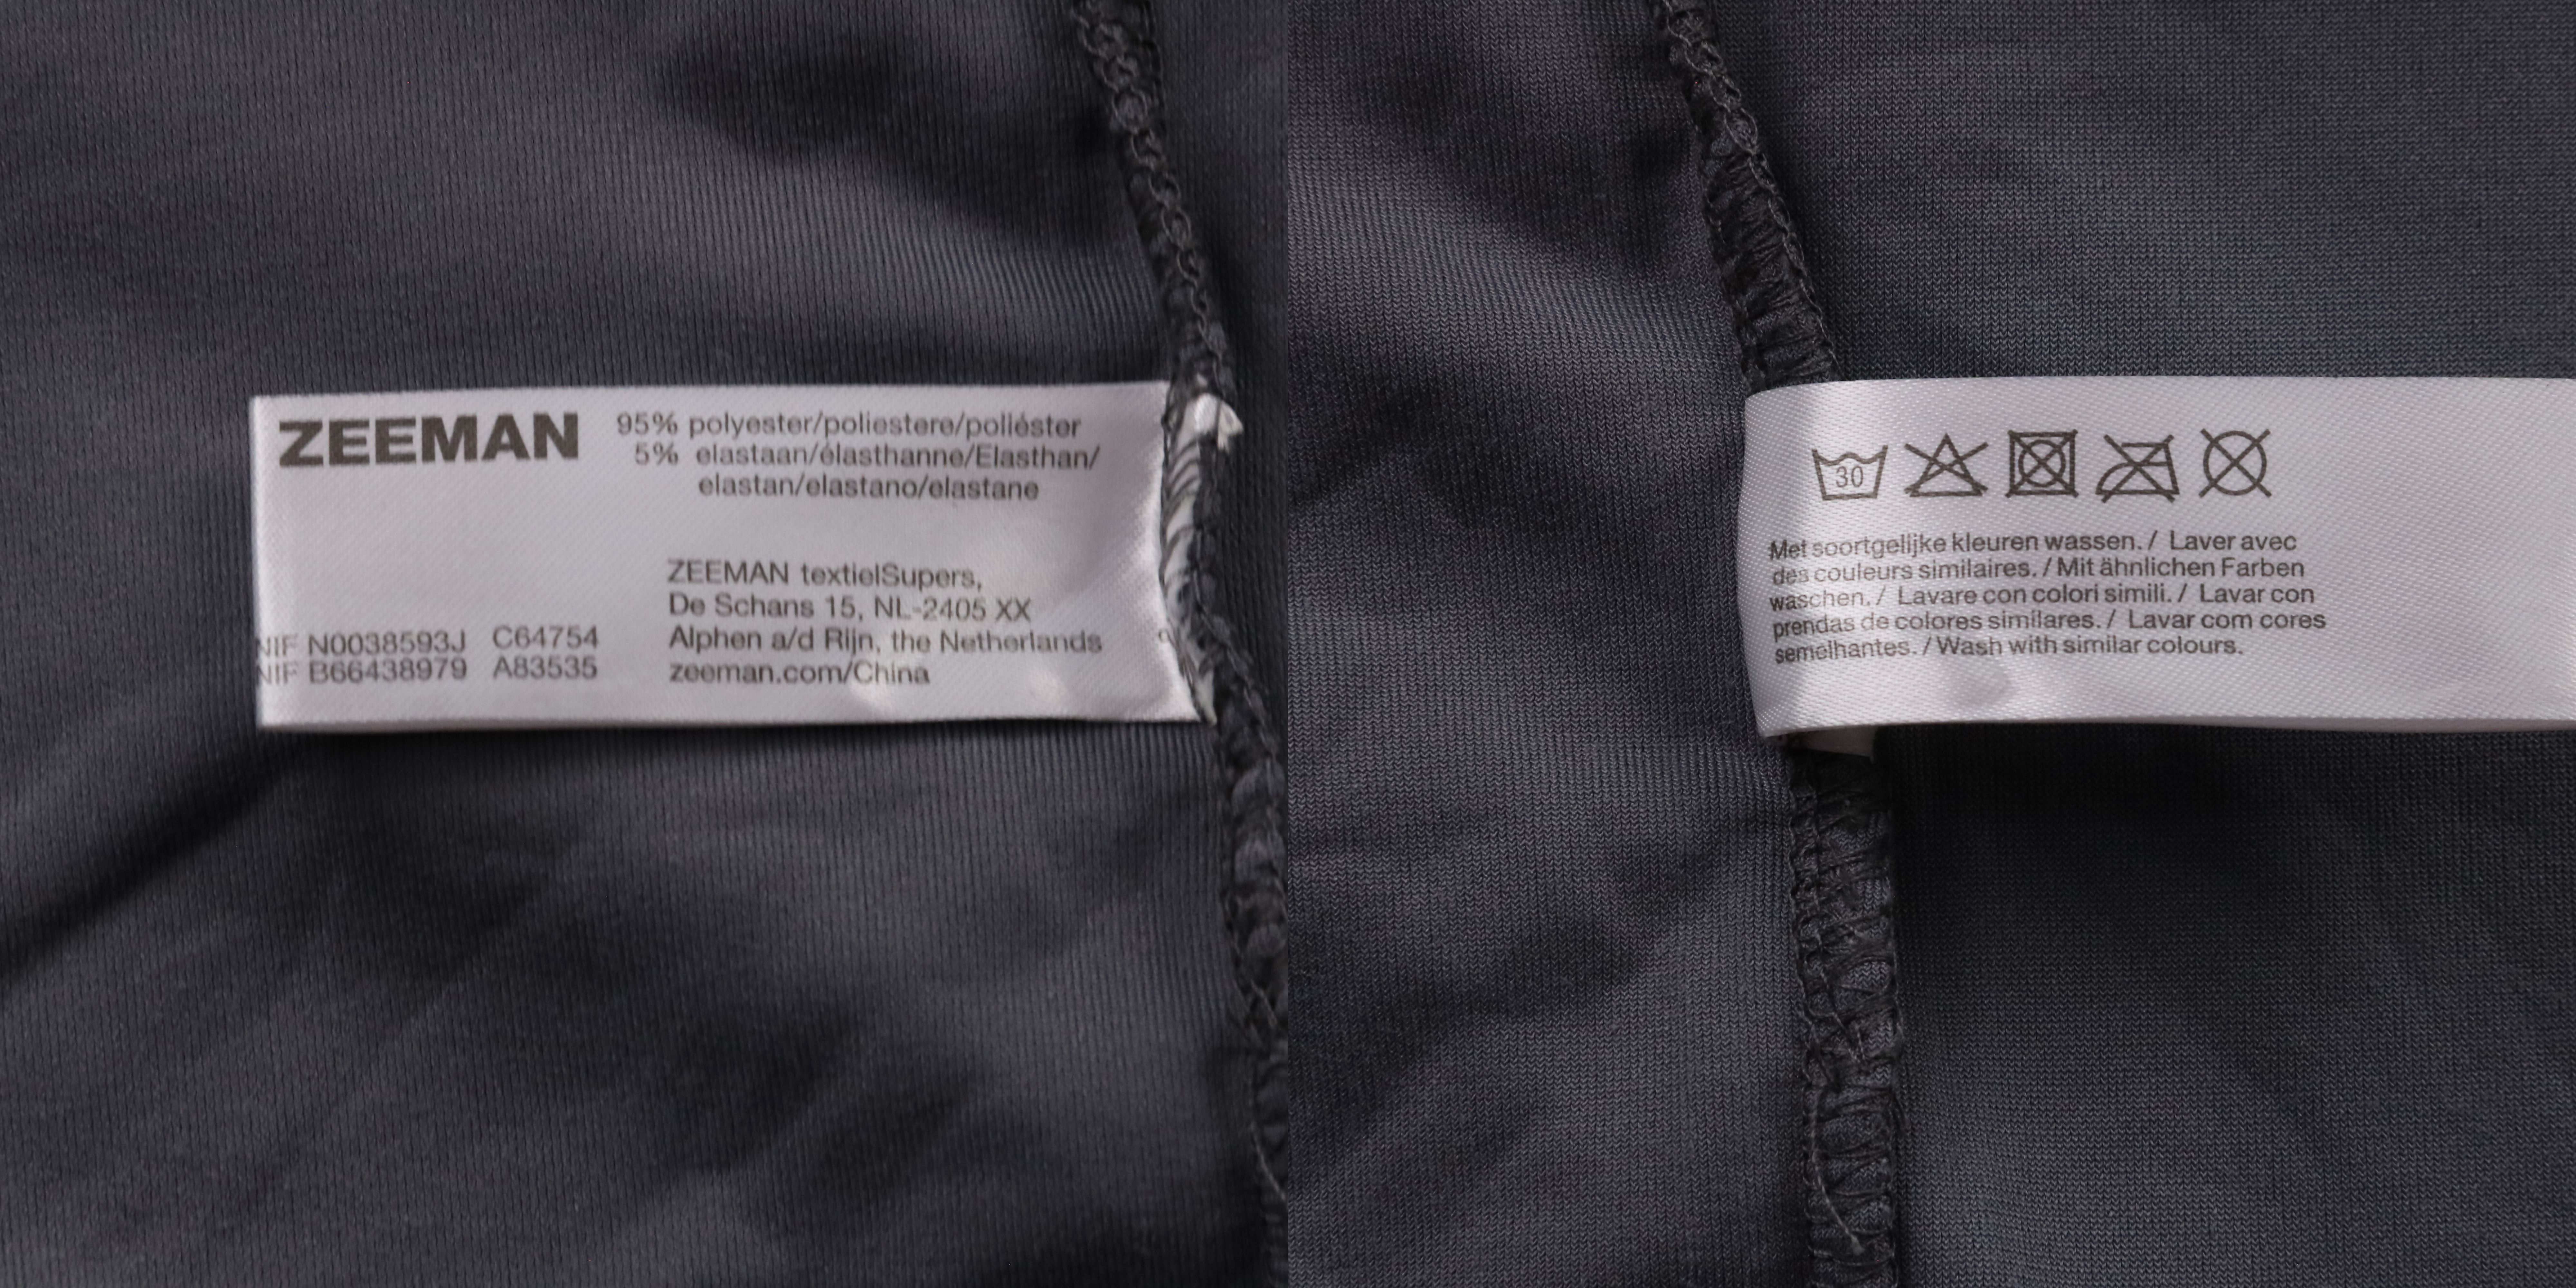 ZEEMAN
95% polyester/poliestere/poliéster
5% elastaan/élasthanne/Elasthan/
elastan/elastano/elastane
ZEEMAN textielSupers,
De Schans 15, NL-2405 XX
Alphen a/d Rijn, the Netherlands
zeeman.com/China
NIF N0038593J C64754
NIF B66438979 A83535
30
Met soortgelijke kleuren wassen. / Laver avec
des couleurs similaires. / Mit ähnlichen Farben
waschen. / Lavare con colori simili. / Lavar con
prendas de colores similares. / Lavar com cores
semelhantes. / Wash with similar colours.